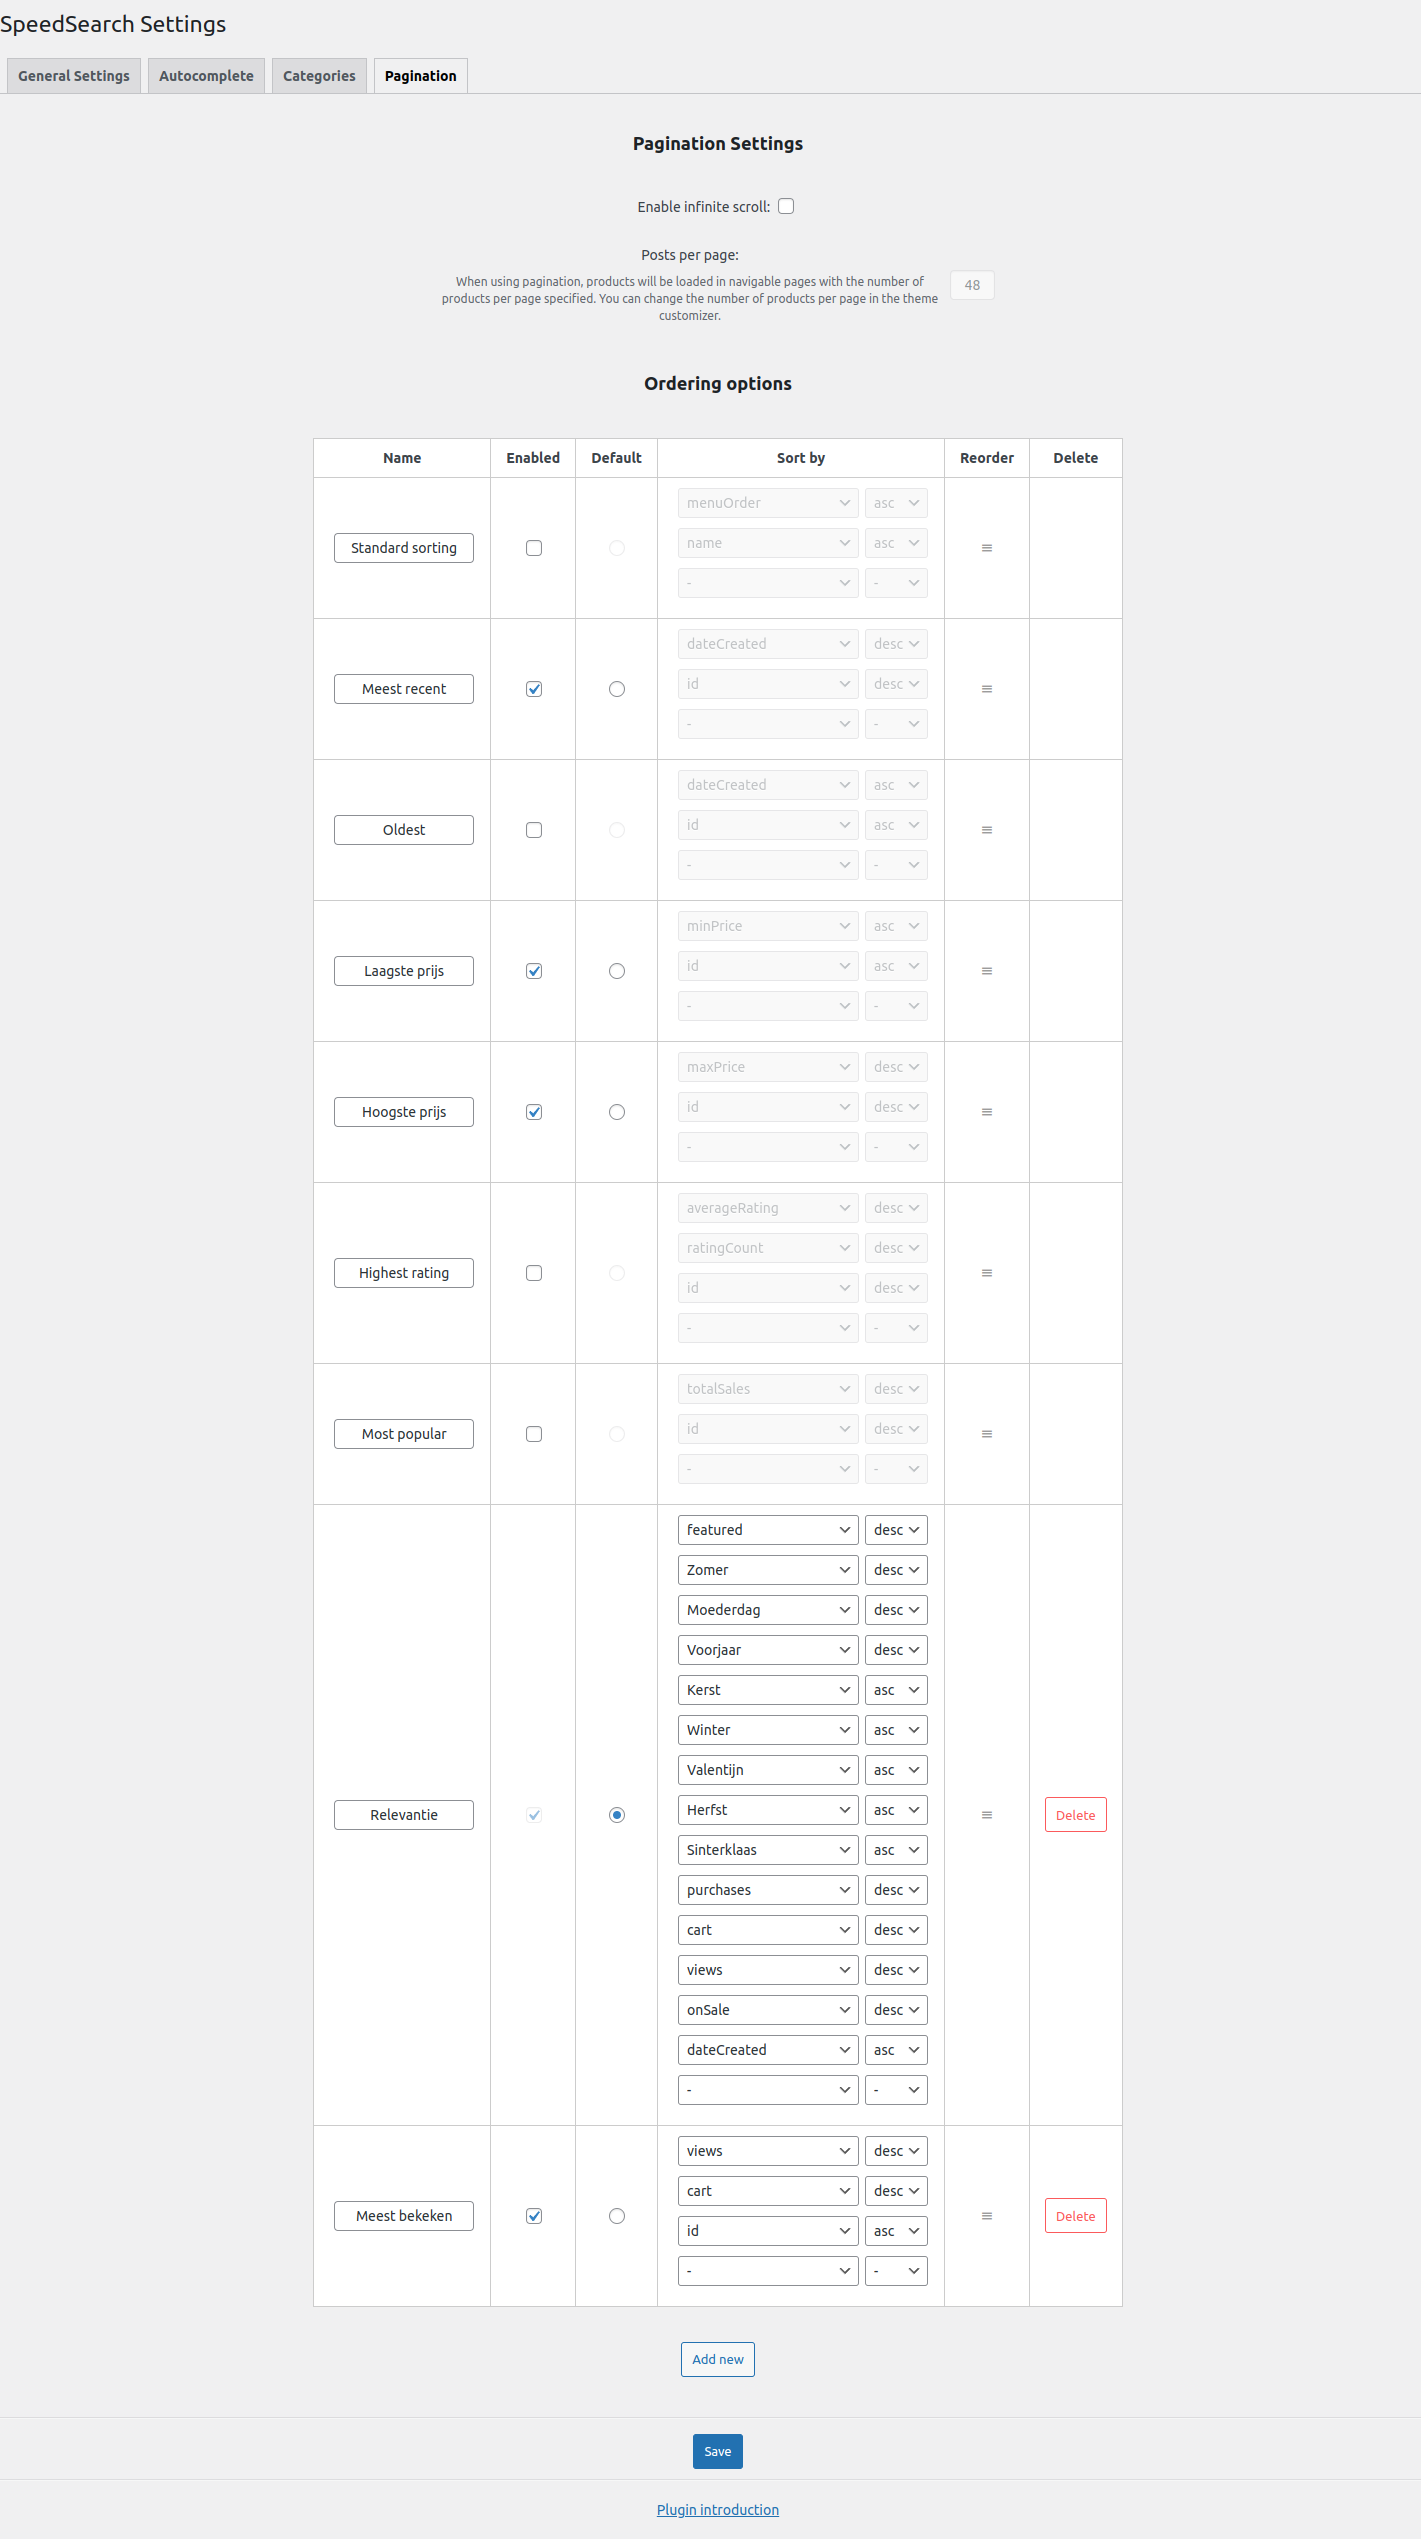 SpeedSearch Settings
General Settings Autocomplete Categories Pagination
Pagination Settings
Enable infinite scroll:
Posts per page:
When using pagination, products will be loaded in navigable pages with the number of
products per page specified. You can change the number of products per page in the theme
customizer.
48
Ordering options
Name Enabled Default Sort by Reorder Delete
Standard sorting
menuOrder asc
name asc
- -
Meest recent
dateCreated desc
id desc
- -
Oldest
dateCreated asc
id asc
- -
Laagste prijs
minPrice asc
id asc
- -
Hoogste prijs
maxPrice desc
id desc
- -
Highest rating
averageRating desc
ratingCount desc
id desc
- -
Most popular
totalSales desc
id desc
- -
Relevantie
featured desc
Zomer desc
Moederdag desc
Voorjaar desc
Kerst asc
Winter asc
Valentijn asc
Herfst asc
Sinterklaas asc
purchases desc
cart desc
views desc
onSale desc
dateCreated asc
- -
Delete
Meest bekeken
views desc
cart desc
id asc
- -
Delete
Add new
Save
Plugin introduction